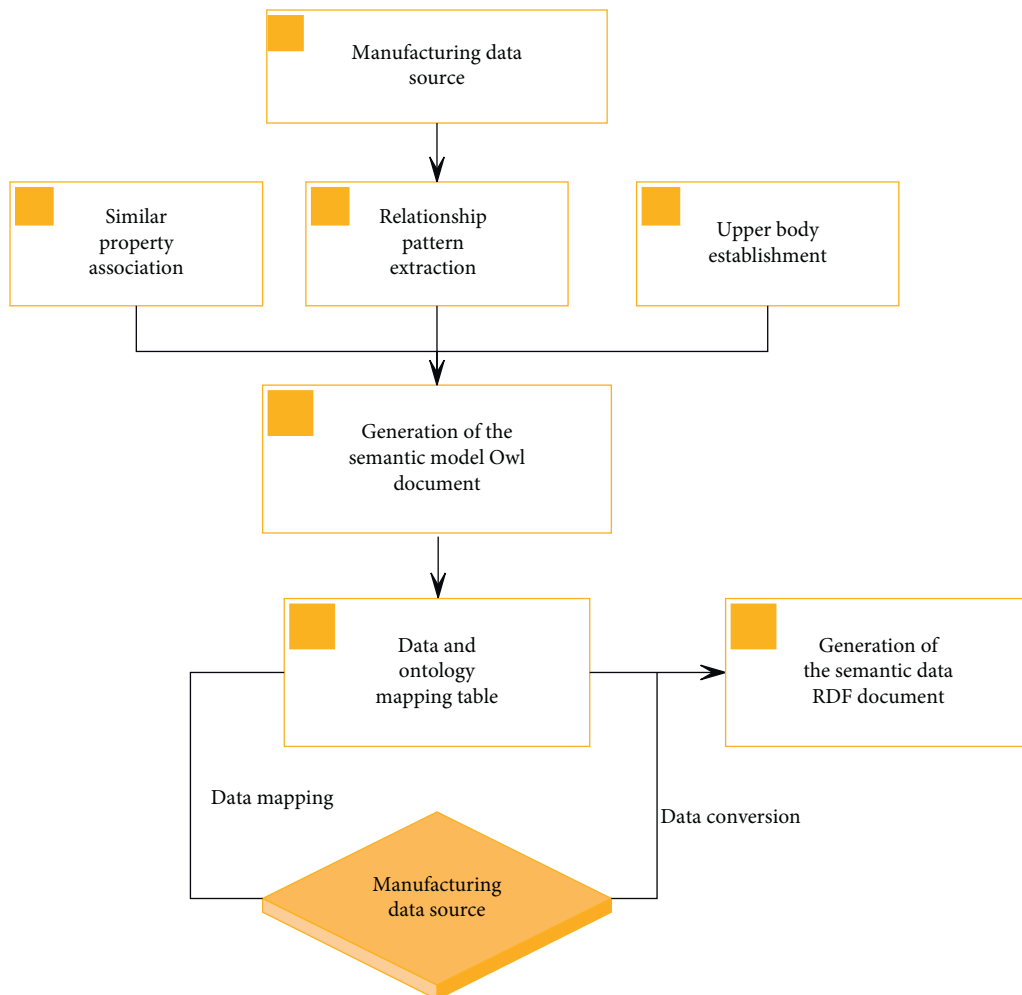 Manufacturing data
source
Similar
property
association
Relationship
pattern
extraction
Upper body
establishment
Generation of the
semantic model Owl
document
Data and
ontology
mapping table
Generation of
the semantic data
RDF document
Data mapping
Data conversion
Manufacturing
data source